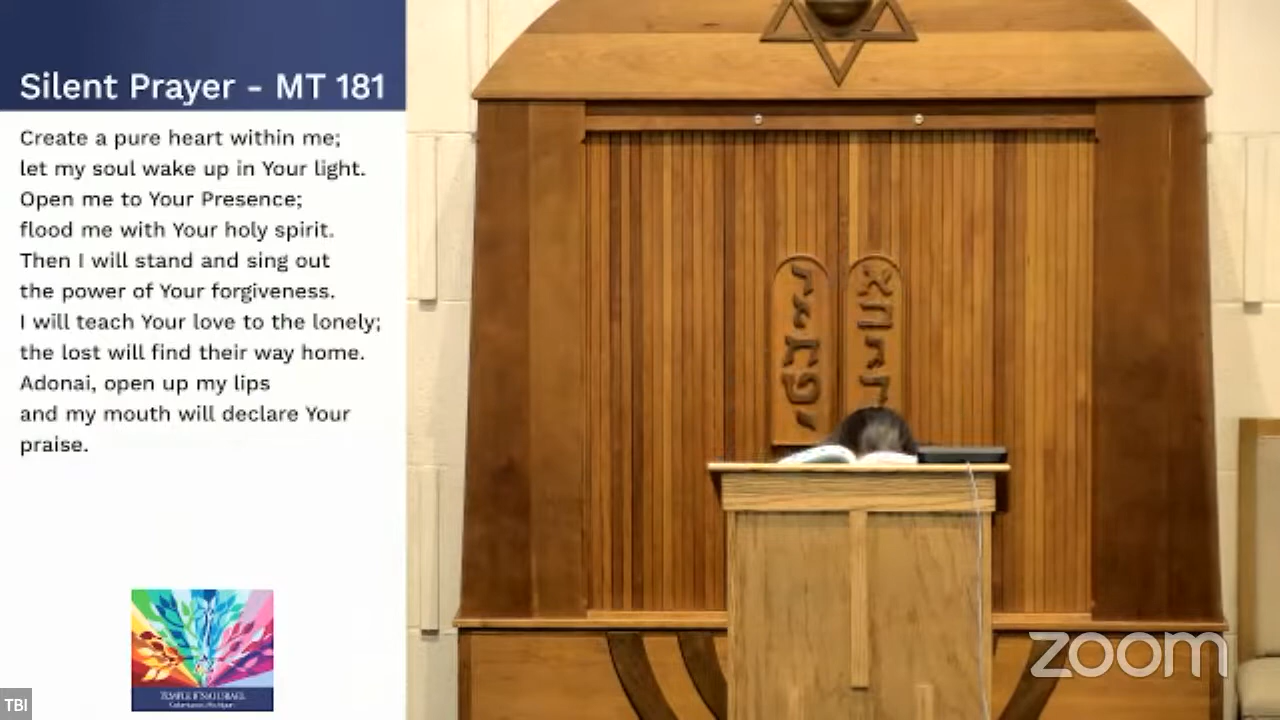 Silent Prayer - MT 181
Create a pure heart within me;
let my soul wake up in Your light.
Open me to Your Presence;
flood me with Your holy spirit.
Then I will stand and sing out
the power of Your forgiveness.
I will teach Your love to the lonely;
the lost will find their way home.
Adonai, open up my lips
and my mouth will declare Your
praise.
TEMPLE B'NAI ISRAEL
TBI
zoom